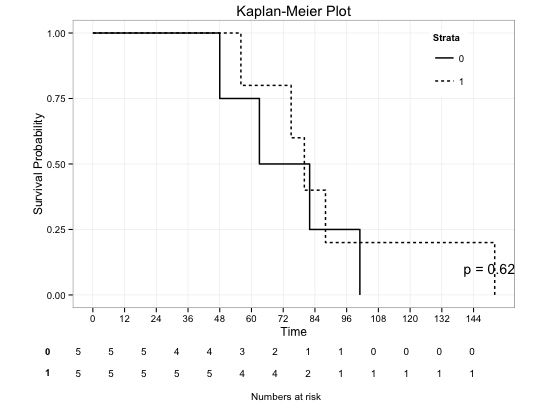 Kaplan-Meier Plot
Strata
0
1
Survival Probability
1.00
0.75
0.50
0.25
0.00
p = 0.62
0 12 24 36 48 60 72 84 96 108 120 132 144
Time
0 5 5 5 4 4 3 2 1 1 0 0 0 0
1 5 5 5 5 5 4 4 2 1 1 1 1 1
Numbers at risk